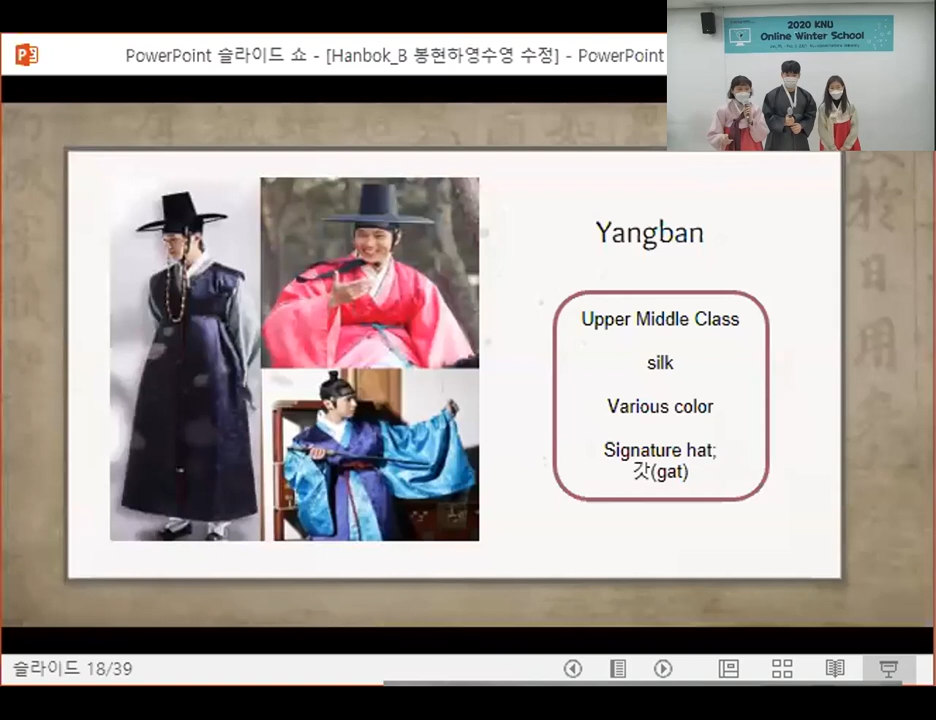 PowerPoint 슬라이드 쇼 - [Hanbok_B 봉현하영수영 수정] - PowerPoint
2020 KNU
Online Winter School
Yangban
Upper Middle Class
silk
Various color
Signature hat;
갓(gat)
슬라이드 18/39